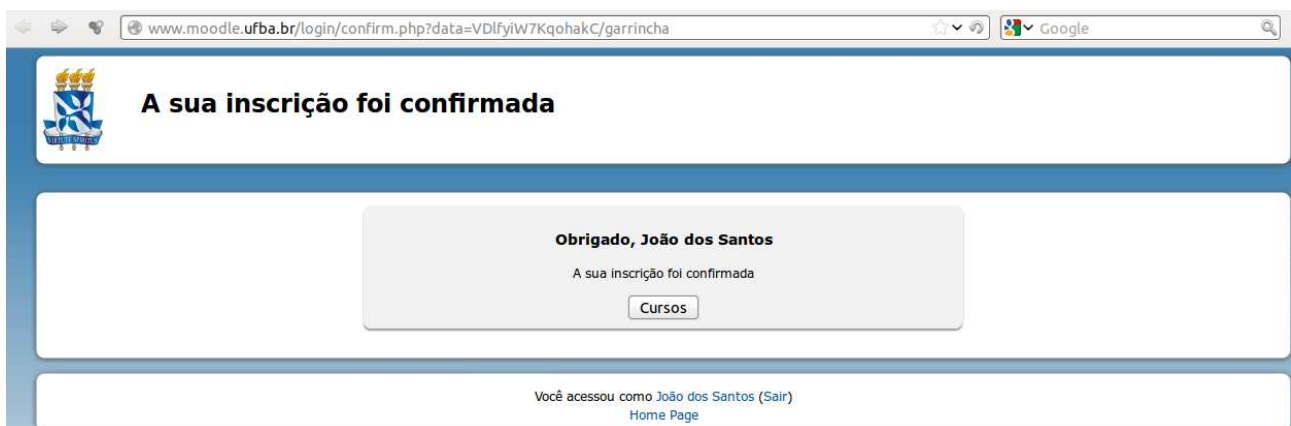 www.moodle.ufba.br/login/confirm.php?data=VDlfyiW7KqohakC/garrincha
Google
A sua inscrição foi confirmada
Obrigado, João dos Santos
A sua inscrição foi confirmada
Cursos
Você acessou como João dos Santos (Sair)
Home Page